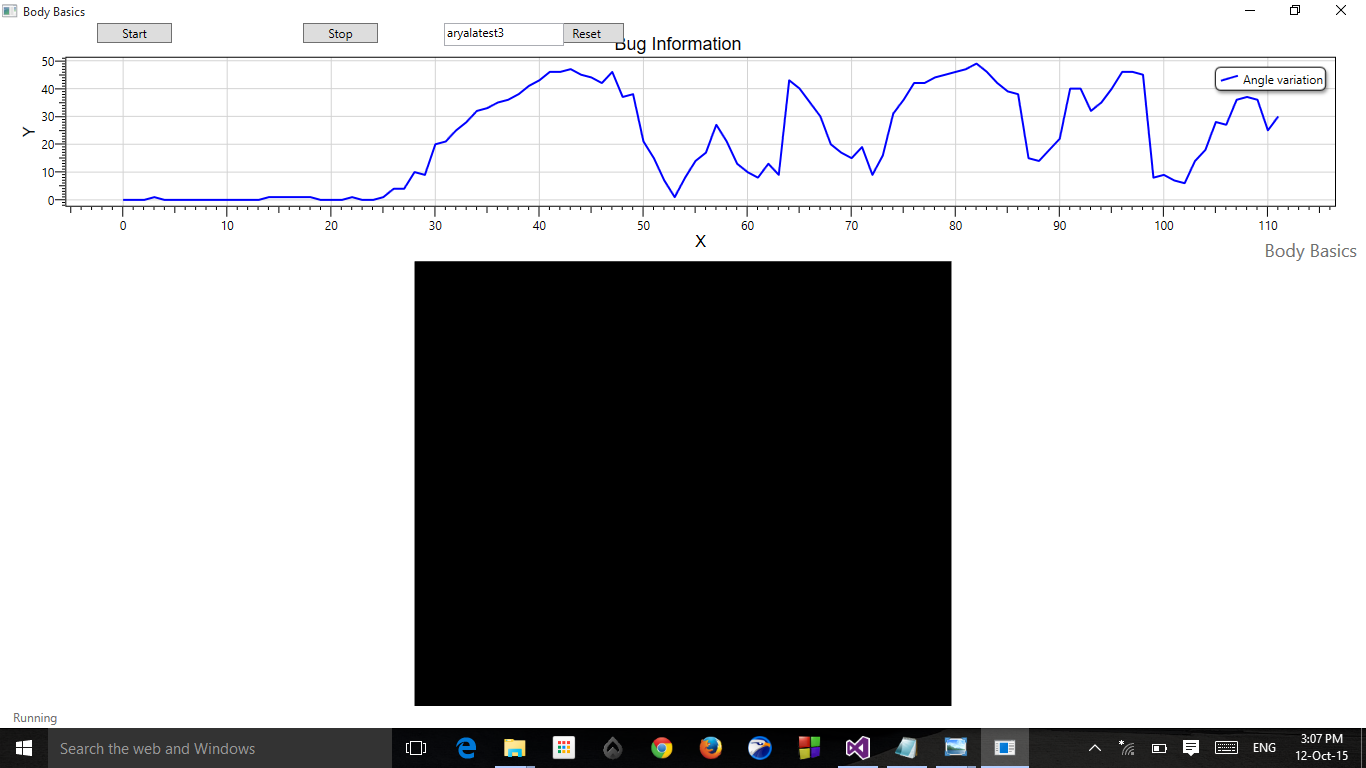 Body Basics
Start Stop aryalatest3 Reset
Bug Information
50
40
30
20
10
0
Y
Angle variation
0 10 20 30 40 50 60 70 80 90 100 110
X
Body Basics
Running
Search the web and Windows
ENG
3:07 PM
12-Oct-15